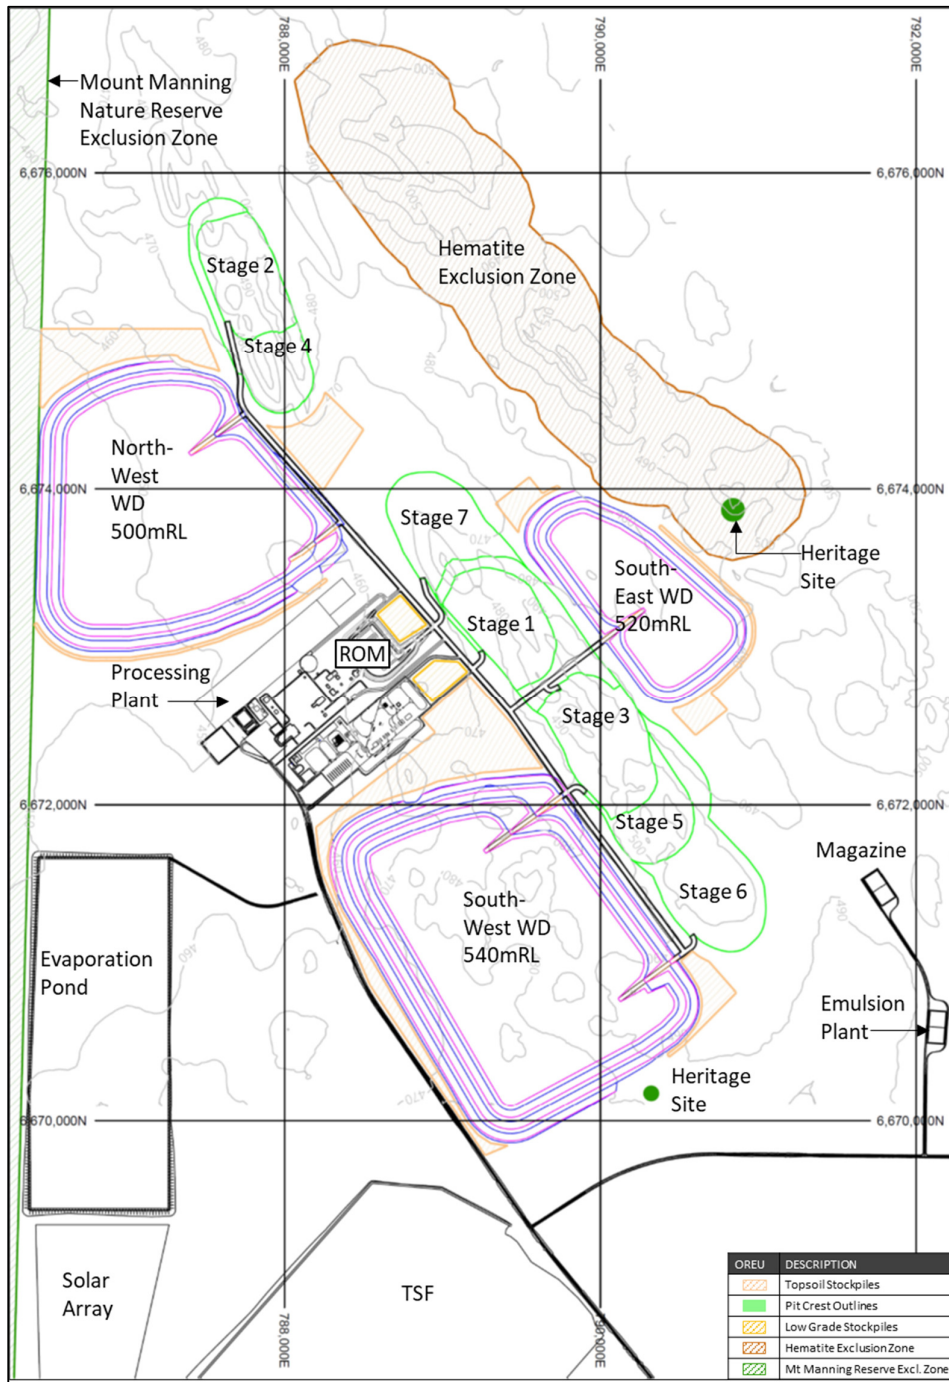 788,000E
790,000E
792,000E
Mount Manning
Nature Reserve
Exclusion Zone
6,676,000N
6,676,000N
Hematite
Exclusion Zone
Stage 2
Stage 4
North-
West
WD
500mRL
6,674,000N
6,674,000N
Stage 7
Heritage
Site
South-
East WD
520mRL
Stage 1
ROM
Processing
Plant
Stage 3
6,672,000N
6,672,000N
Stage 5
Magazine
Stage 6
South-
West WD
540mRL
Evaporation
Pond
Emulsion
Plant
Heritage
Site
6,670,000N
6,670,000N
Solar
Array
TSF
788,000E
790,000E
OREU DESCRIPTION
Topsoil Stockpiles
Pit Crest Outlines
Low Grade Stockpiles
Hematite Exclusion Zone
Mt Manning Reserve Excl. Zone